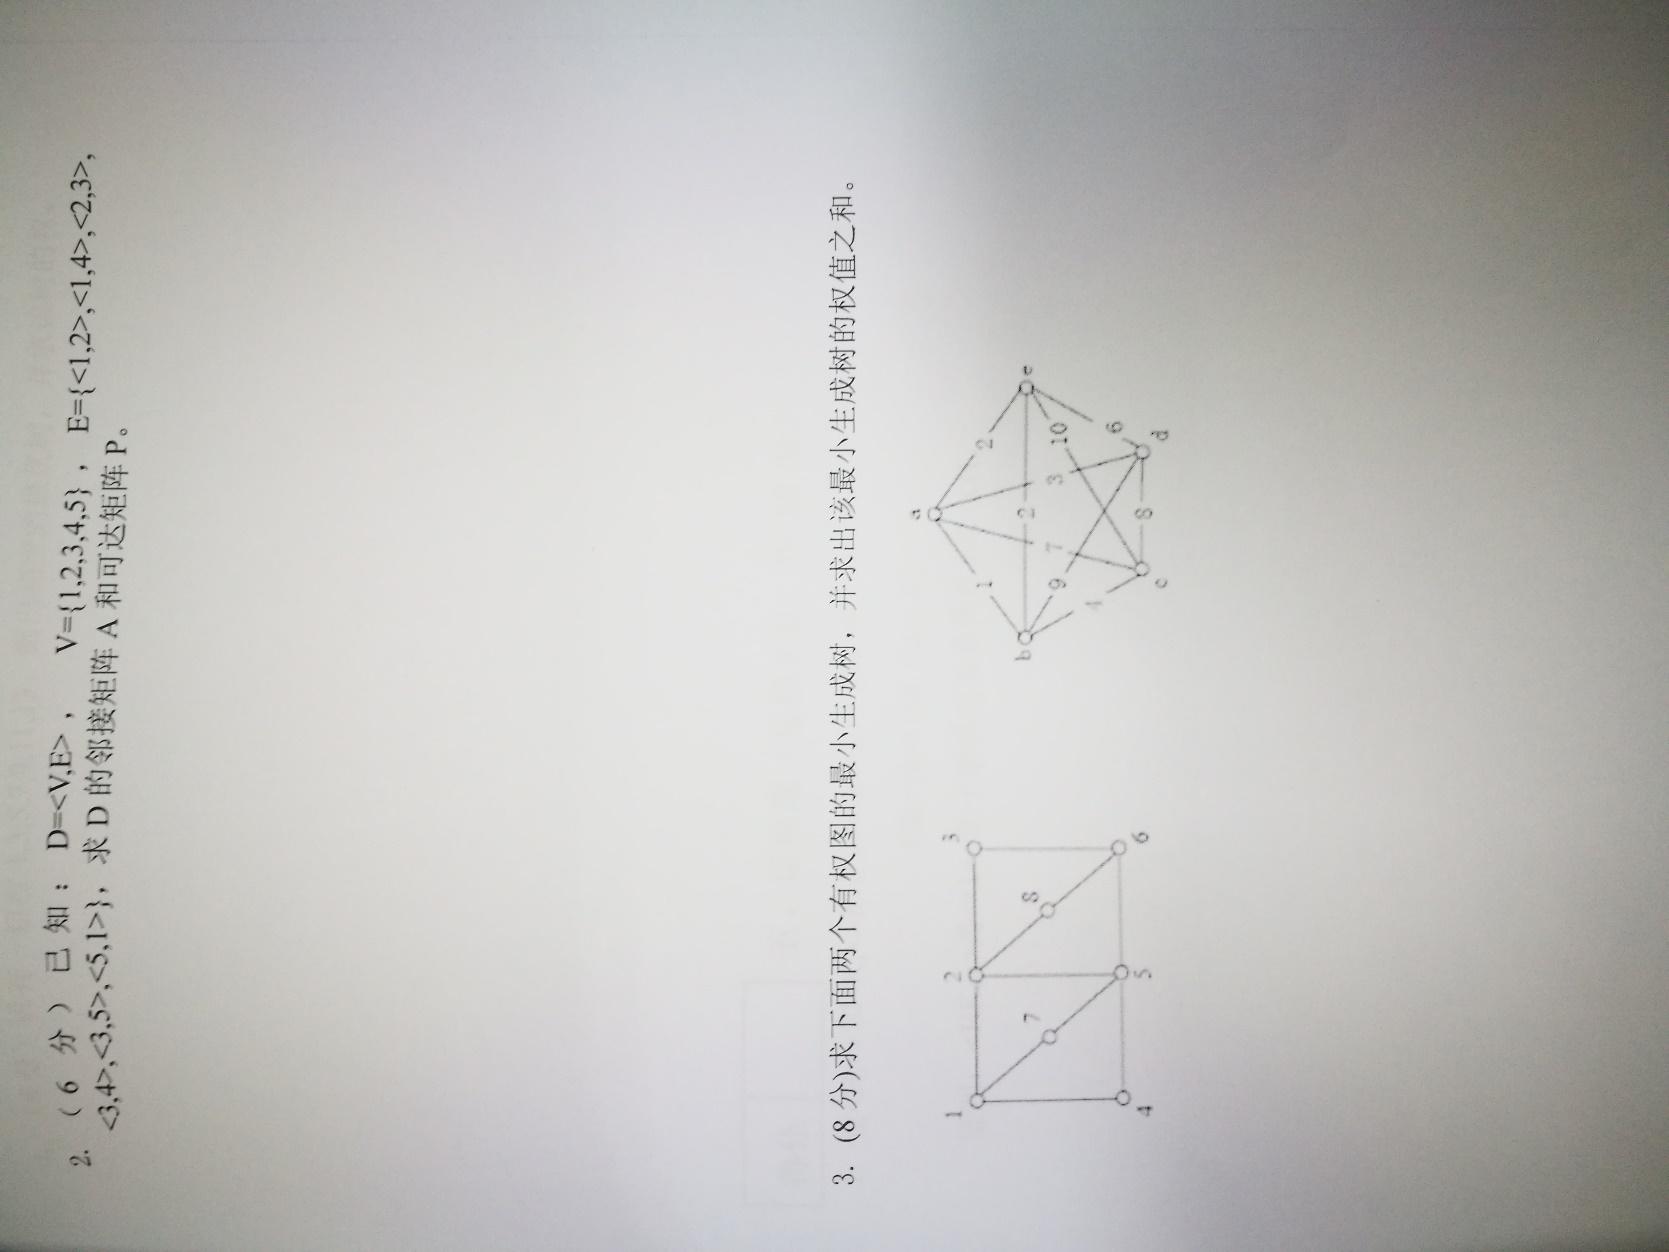 2. （6 分）已知：D=<V,E>， V={1,2,3,4,5}，E={<1,2>,<1,4>,<2,3>,
<3,4>,<3,5>,<5,1>}，求 D 的邻接矩阵 A 和可达矩阵 P。
3. (8 分)求下面两个有权图的最小生成树，并求出该最小生成树的权值之和。
1 2 3
7 8
4 5 6
a
1 2
b 2 e
7 3
9 10
4 6
8
c d